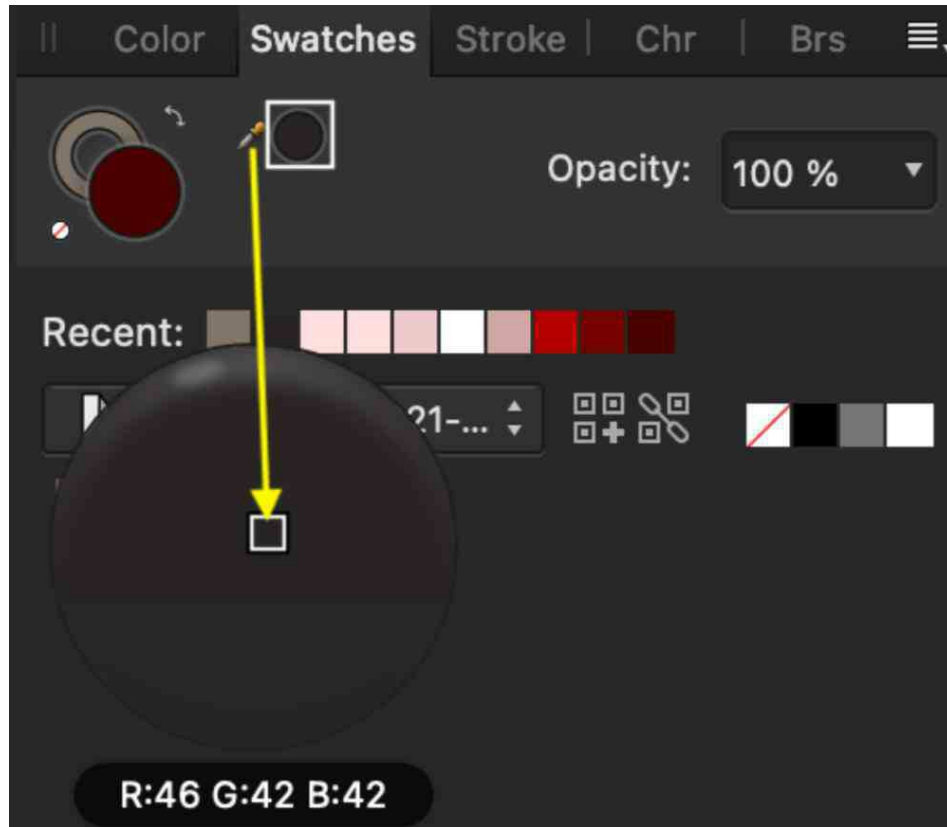 Color Swatches Stroke Chr Brs
Opacity: 100 %
Recent:
21-...
R:46 G:42 B:42